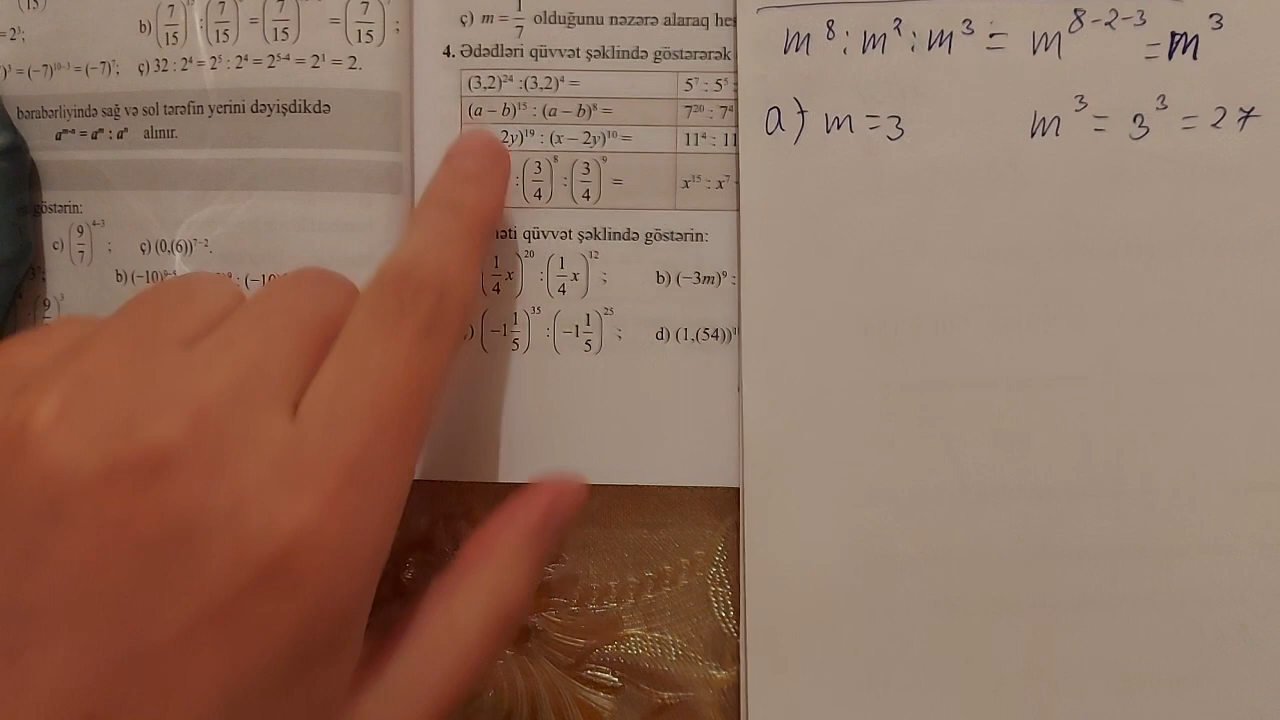 = 2³;
b) (7/15) : (7/15) = (7/15) = (7/15) ;
)³ = (−7)¹⁰⁻³ = (−7)⁷; ç) 32 : 2⁴ = 2⁵ : 2⁴ = 2⁵⁻⁴ = 2¹ = 2.
bərabərliyində sağ və sol tərəfin yerini dəyişdikdə
aᵐ⁻ⁿ = aᵐ : aⁿ alınır.
göstərin:
c) (9/7)⁴⁻³ ; ç) (0,(6))⁷⁻².
b) (−10)
ç) m = 1/7 olduğunu nəzərə alaraq
4. Ədədləri qüvvət şəklində göstərərək
(3,2)²⁴ :(3,2)⁴ = 5⁷ : 5⁵
(a − b)¹⁵ : (a − b)⁸ = 7²⁰ : 7⁴
2y)¹⁹ : (x − 2y)¹⁰ = 11⁴ : 11
: (3/4)⁸ : (3/4)⁹ = x¹⁵ : x⁷
qüvvət şəklində göstərin:
(1/4 x)²⁰ : (1/4 x)¹² ; b) (−3m)⁹ :
) (−1 1/5)³⁵ : (−1 1/5)²⁵ ; d) (1,(54))
m⁸ : m² : m³ = m⁸⁻²⁻³ = m³
a) m = 3 m³ = 3³ = 27